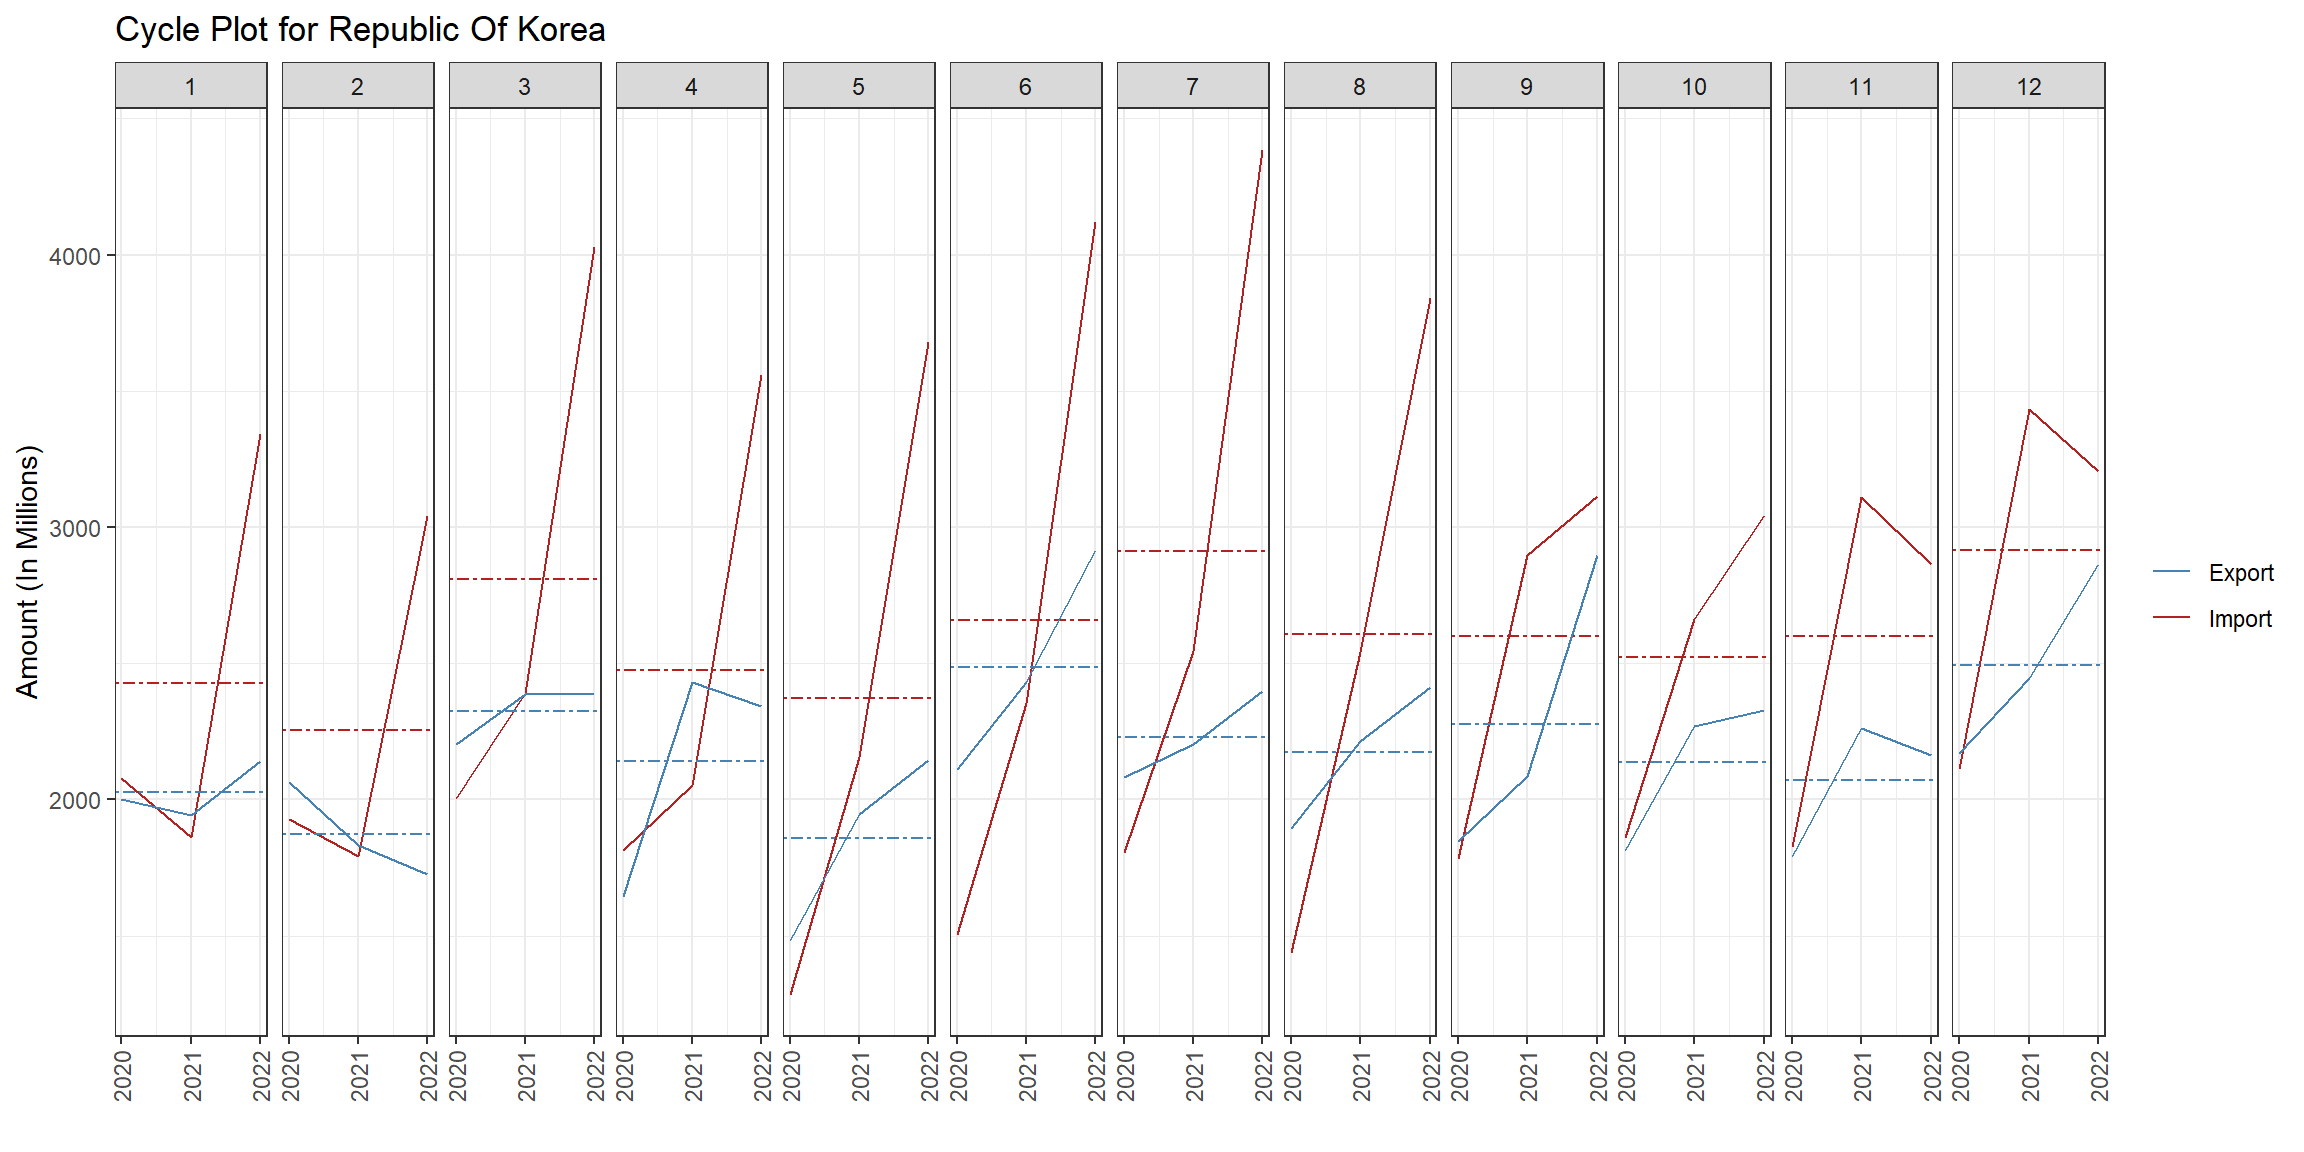 Cycle Plot for Republic Of Korea
1 2 3 4 5 6 7 8 9 10 11 12
4000
3000
2000
Amount (In Millions)
2020 2021 2022 2020 2021 2022 2020 2021 2022 2020 2021 2022 2020 2021 2022 2020 2021 2022 2020 2021 2022 2020 2021 2022 2020 2021 2022 2020 2021 2022 2020 2021 2022 2020 2021 2022
Export
Import